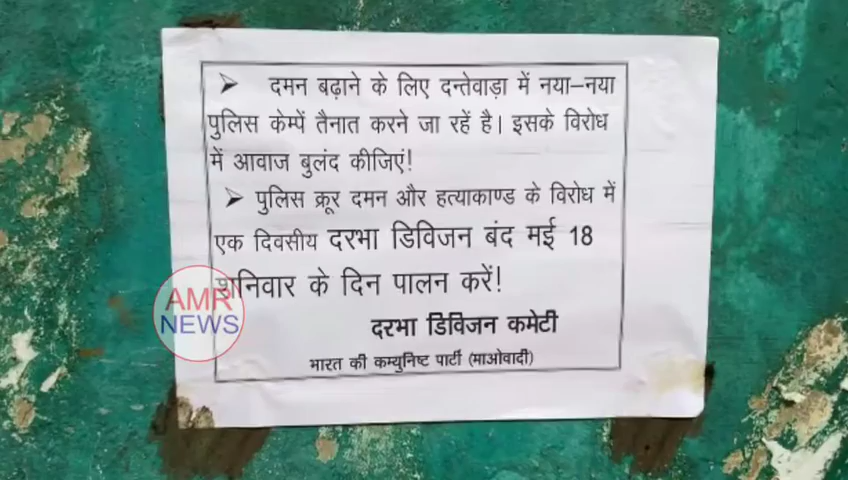 ➢ दमन बढ़ाने के लिए दन्तेवाड़ा में नया–नया
पुलिस केम्पें तैनात करने जा रहें है। इसके विरोध
में आवाज बुलंद कीजिएं!
➢ पुलिस क्रूर दमन और हत्याकाण्ड के विरोध में
एक दिवसीय दरभा डिविजन बंद मई 18
शनिवार के दिन पालन करें!
दरभा डिविजन कमेटी
भारत की कम्युनिष्ट पार्टी (माओवादी)
AMR
NEWS